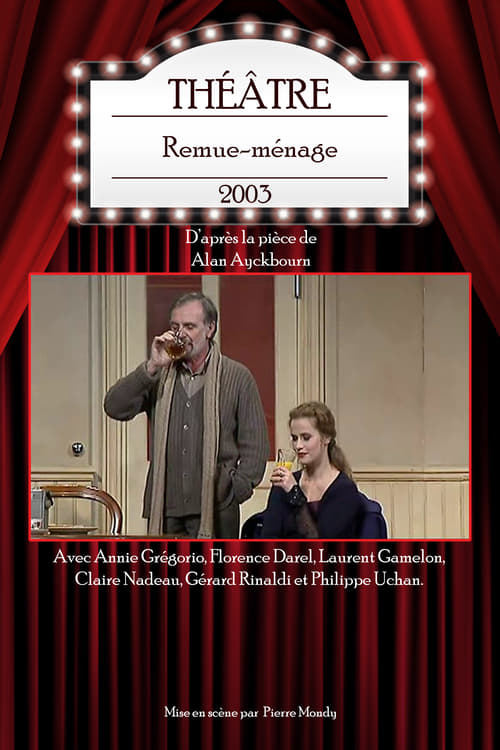 THÉÂTRE
Remue-ménage
2003
D'après la pièce de
Alan Ayckbourn
Avec Annie Grégorio, Florence Darel, Laurent Gamelon,
Claire Nadeau, Gérard Rinaldi et Philippe Uchan.
Mise en scène par Pierre Mondy